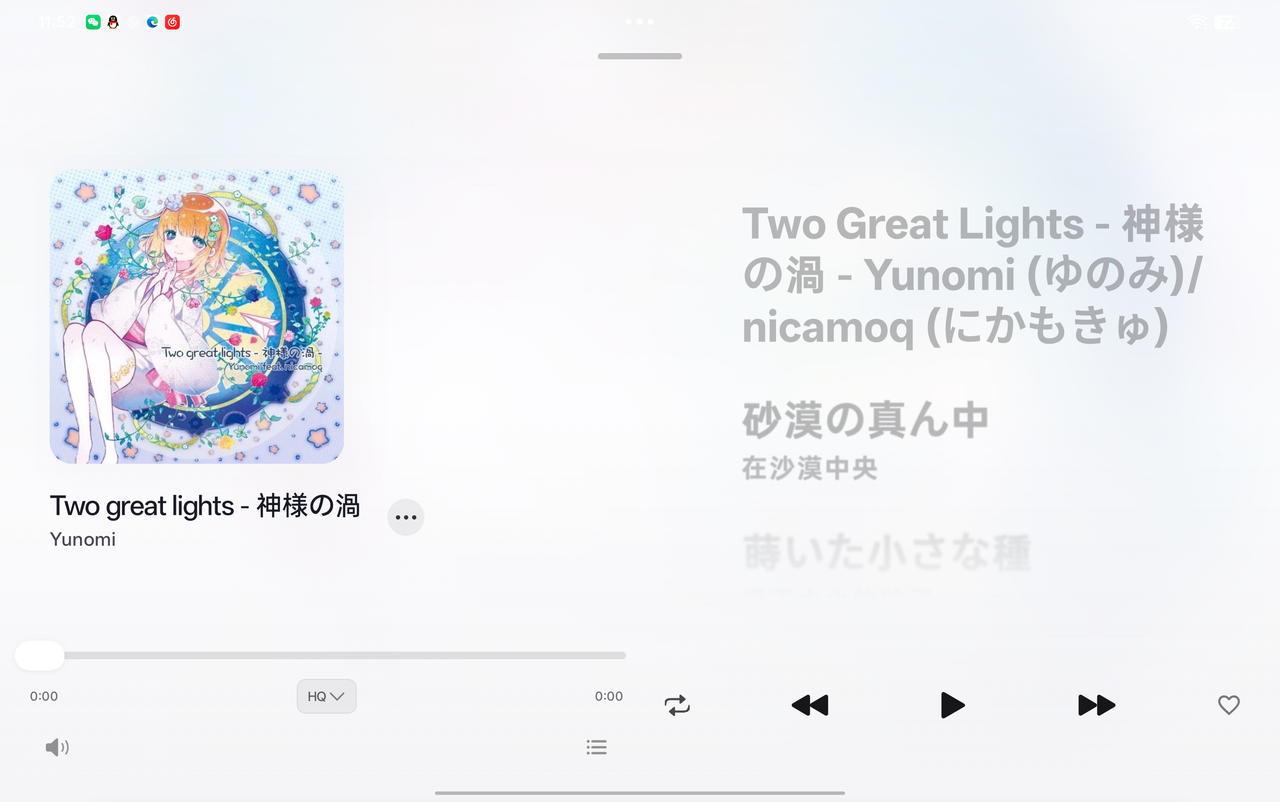 11:52
Two great lights - 神様の渦 -
Yunomi feat. nicamoq
Two great lights - 神様の渦
Yunomi
0:00
HQ
0:00
Two Great Lights - 神様
の渦 - Yunomi (ゆのみ)/
nicamoq (にかもきゅ)
砂漠の真ん中
在沙漠中央
蒔いた小さな種